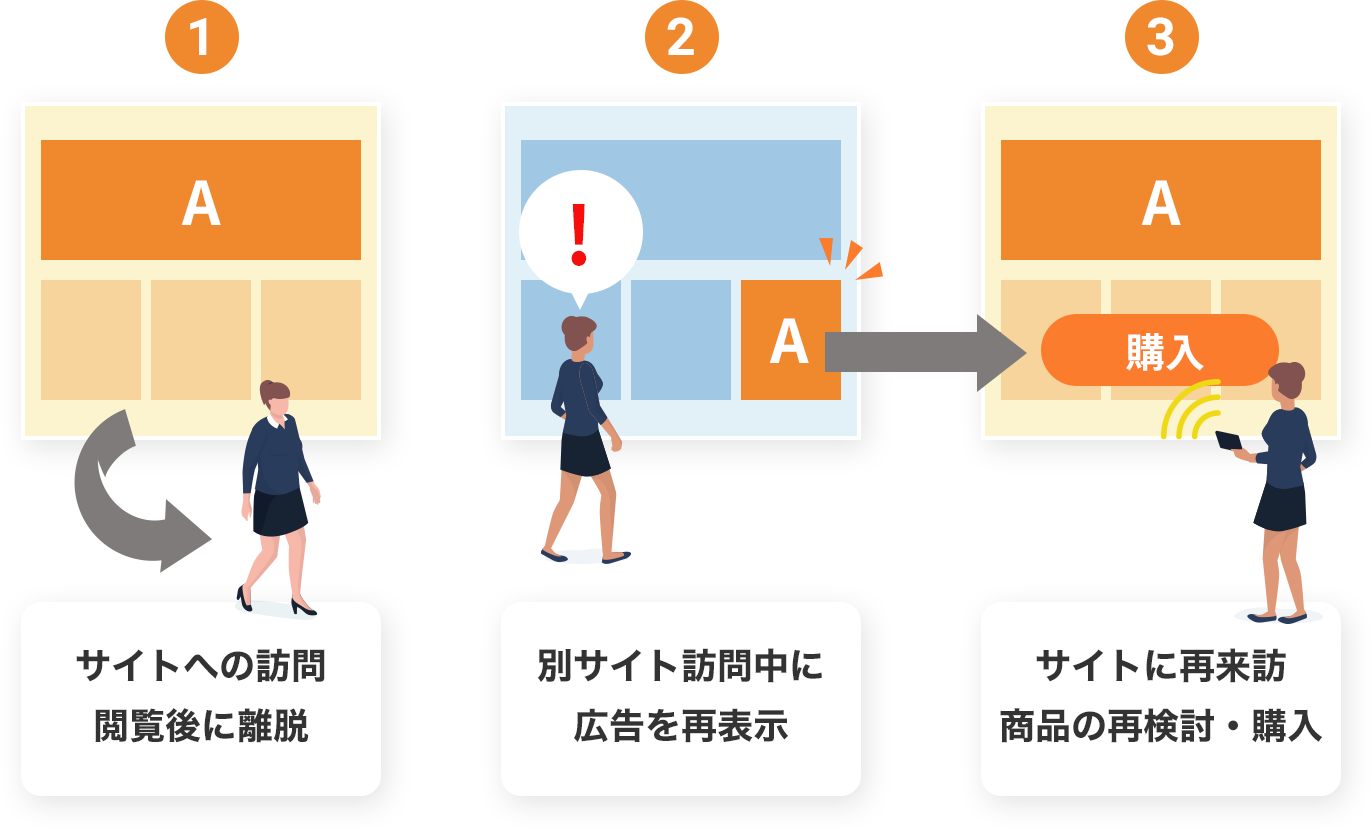 1
2
3
A
!
A
A
購入
サイトへの訪問
閲覧後に離脱
別サイト訪問中に
広告を再表示
サイトに再来訪
商品の再検討・購入